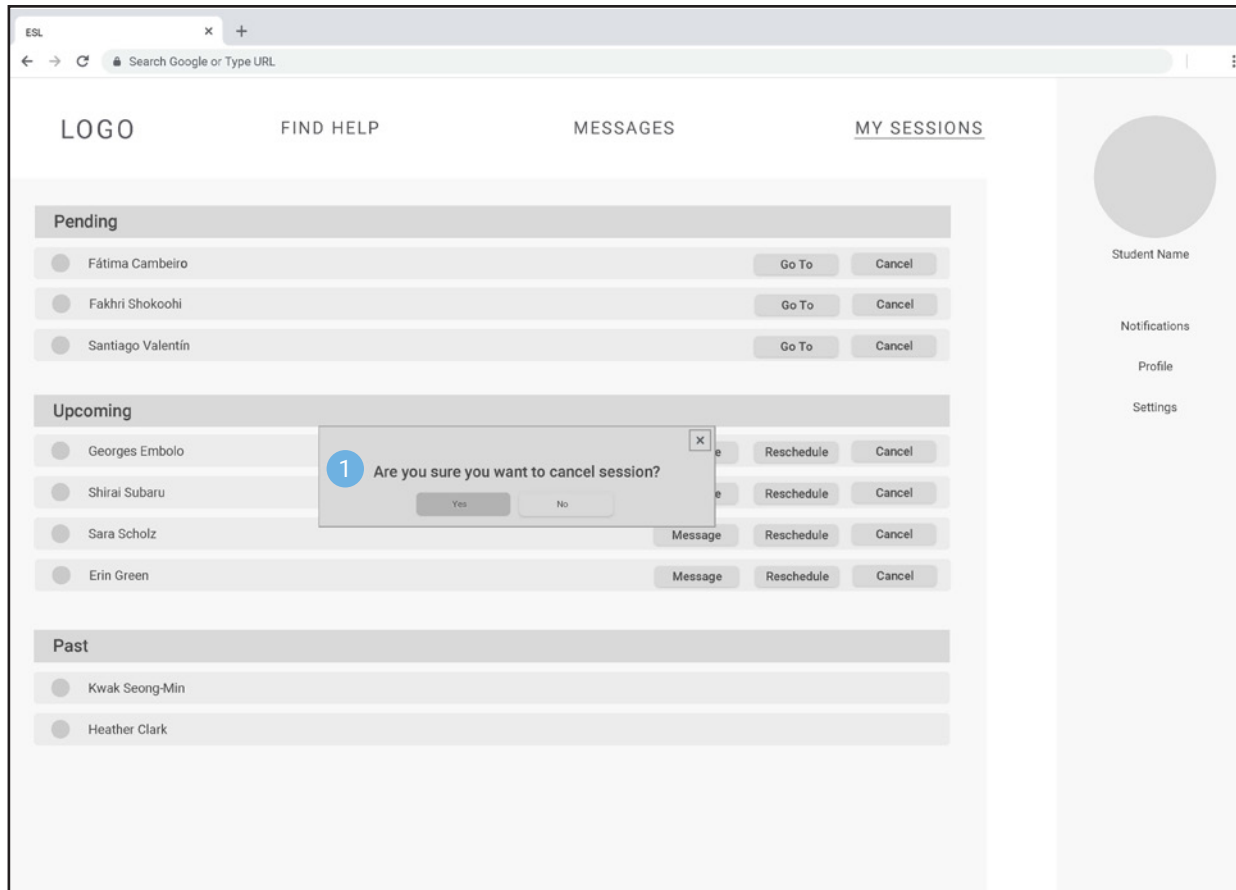 ESL
Search Google or Type URL
LOGO FIND HELP MESSAGES MY SESSIONS
Student Name
Notifications
Profile
Settings
Pending
Fátima Cambeiro Go To Cancel
Fakhri Shokoohi Go To Cancel
Santiago Valentín Go To Cancel
Upcoming
Georges Embolo e Reschedule Cancel
Shirai Subaru e Reschedule Cancel
Sara Scholz Message Reschedule Cancel
Erin Green Message Reschedule Cancel
1 Are you sure you want to cancel session?
Yes No
Past
Kwak Seong-Min
Heather Clark